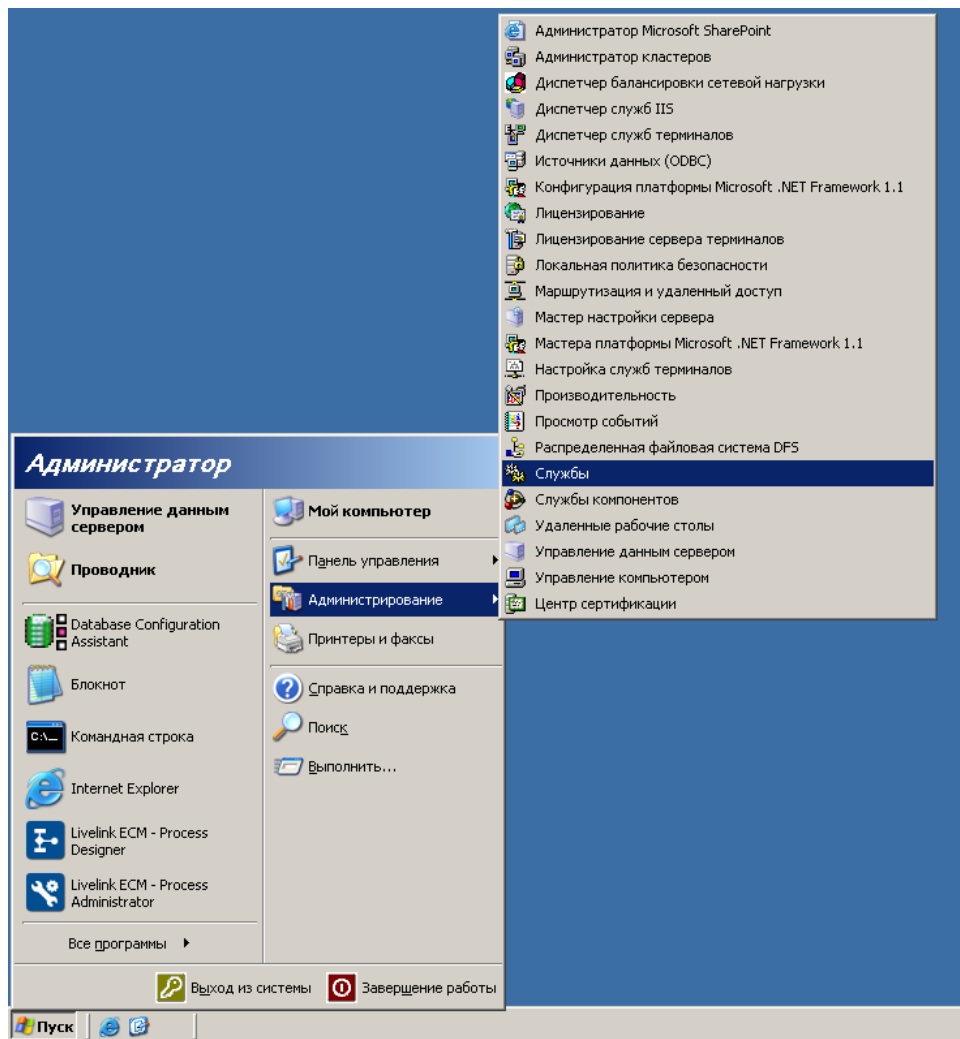 Администратор Microsoft SharePoint
Администратор кластеров
Диспетчер балансировки сетевой нагрузки
Диспетчер служб IIS
Диспетчер служб терминалов
Источники данных (ODBC)
Конфигурация платформы Microsoft .NET Framework 1.1
Лицензирование
Лицензирование сервера терминалов
Локальная политика безопасности
Маршрутизация и удаленный доступ
Мастер настройки сервера
Мастера платформы Microsoft .NET Framework 1.1
Настройка служб терминалов
Производительность
Просмотр событий
Распределенная файловая система DFS
Службы
Службы компонентов
Удаленные рабочие столы
Управление данным сервером
Управление компьютером
Центр сертификации
Администратор
Управление данным
сервером
Проводник
Database Configuration
Assistant
Блокнот
C:\_
Командная строка
Internet Explorer
Livelink ECM - Process
Designer
Livelink ECM - Process
Administrator
Все программы
Мой компьютер
Панель управления
Администрирование
Принтеры и факсы
Справка и поддержка
Поиск
Выполнить...
Выход из системы
Завершение работы
Пуск